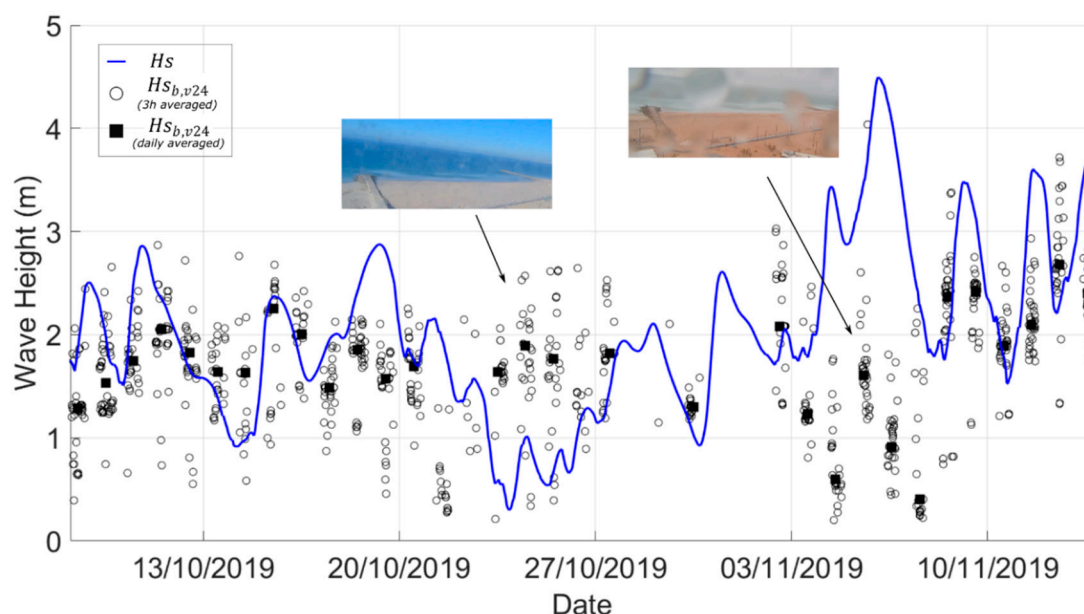 5
4
3
2
1
0
Wave Height (m)
Hs
Hs_b,v24
(3h averaged)
Hs_b,v24
(daily averaged)
13/10/2019
20/10/2019
27/10/2019
03/11/2019
10/11/2019
Date